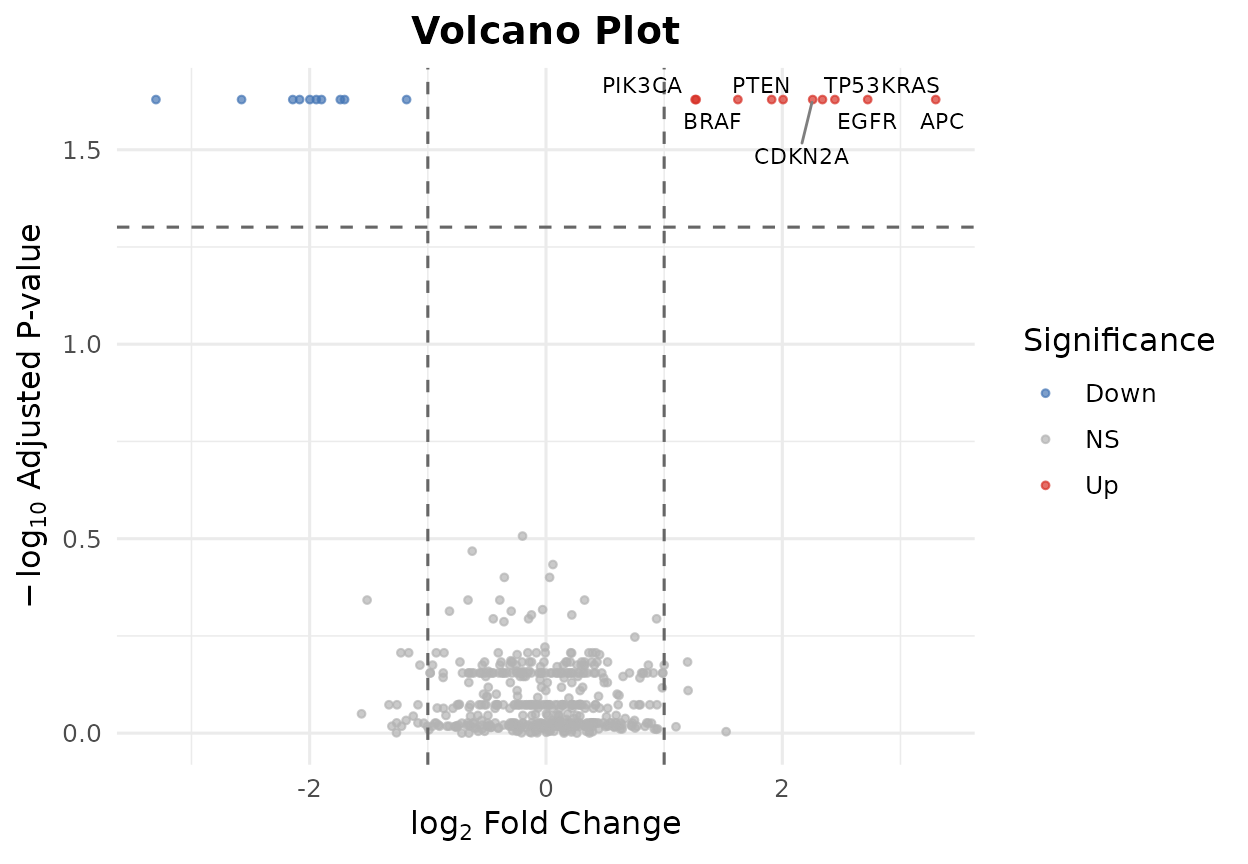 Volcano Plot
PIK3CA PTEN TP53KRAS
BRAF EGFR APC
CDKN2A
1.5
1.0
0.5
0.0
-2 0 2
− log10 Adjusted P-value
log2 Fold Change
Significance
Down
NS
Up